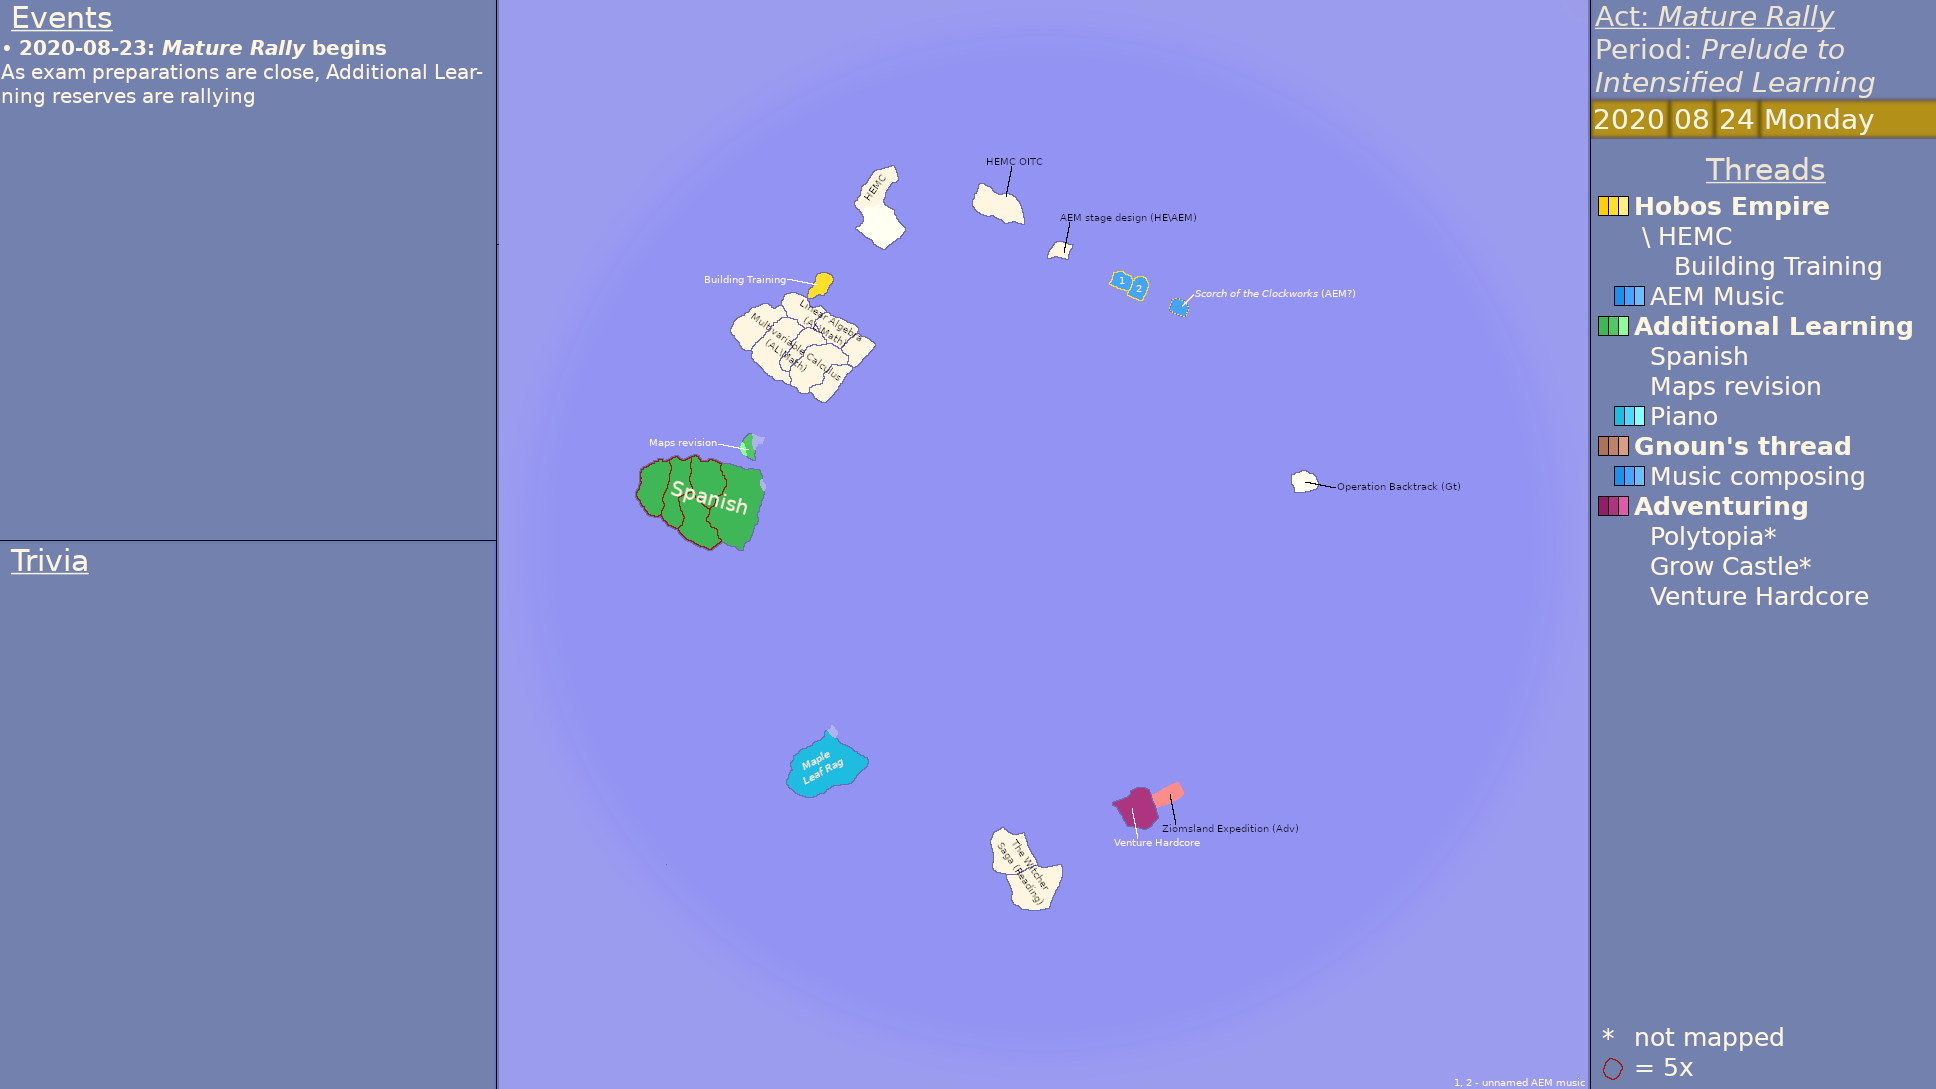 Events
• 2020-08-23: Mature Rally begins
As exam preparations are close, Additional Lear-
ning reserves are rallying
Trivia
HEMC
HEMC OITC
AEM stage design (HE\AEM)
Building Training
1
2
Scorch of the Clockworks (AEM?)
Linear Algebra
(AL\Math)
Multivariable Calculus
(AL\Math)
Maps revision
Spanish
Operation Backtrack (Gt)
Maple
Leaf Rag
Ziomsland Expedition (Adv)
Venture Hardcore
The Witcher
Saga (Reading)
1, 2 - unnamed AEM music
Act: Mature Rally
Period: Prelude to
Intensified Learning
2020 08 24 Monday
Threads
Hobos Empire
\ HEMC
Building Training
AEM Music
Additional Learning
Spanish
Maps revision
Piano
Gnoun's thread
Music composing
Adventuring
Polytopia*
Grow Castle*
Venture Hardcore
* not mapped
= 5x